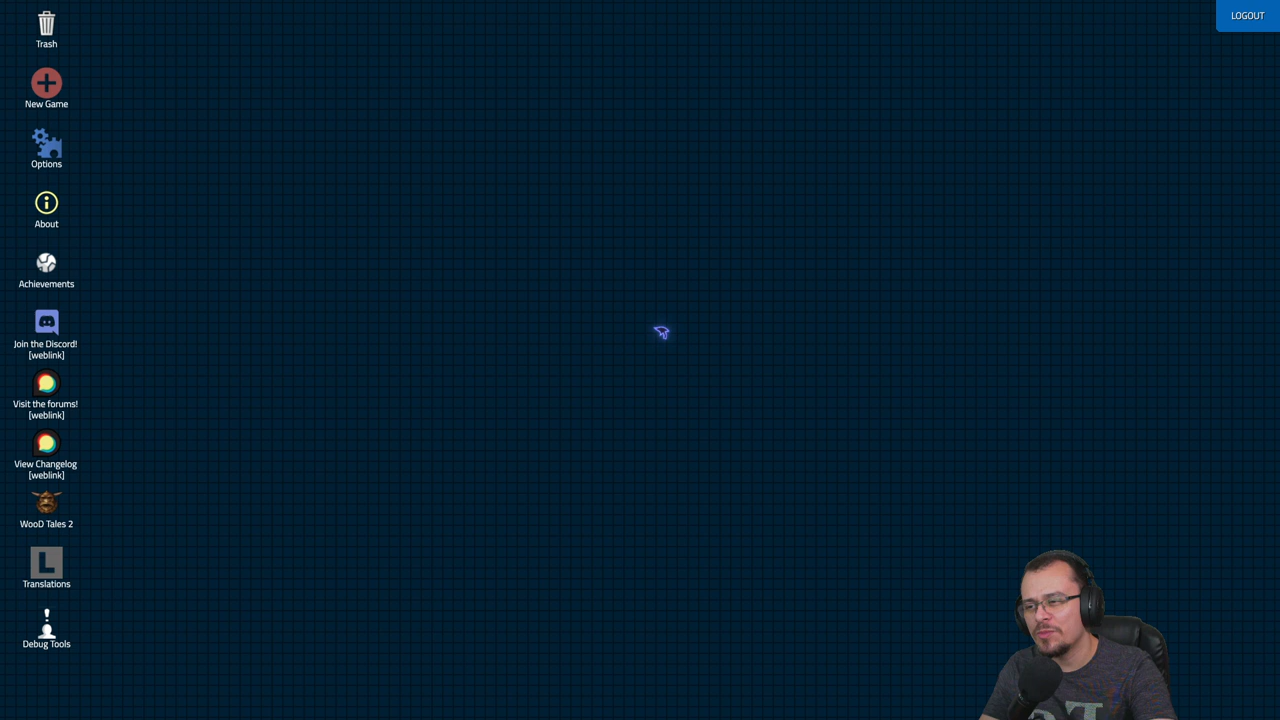 LOGOUT
Trash
New Game
Options
About
Achievements
Join the Discord!
[weblink]
Visit the forums!
[weblink]
View Changelog
[weblink]
WooD Tales 2
Translations
Debug Tools